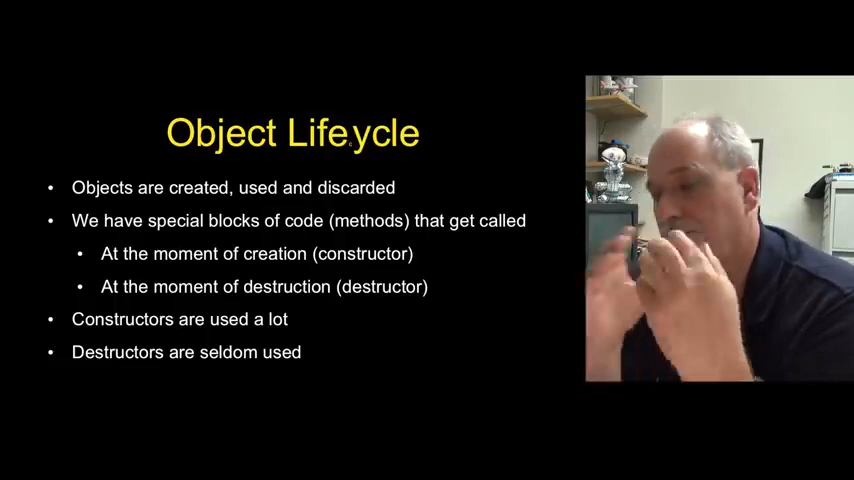 Object Lifecycle
• Objects are created, used and discarded
• We have special blocks of code (methods) that get called
• At the moment of creation (constructor)
• At the moment of destruction (destructor)
• Constructors are used a lot
• Destructors are seldom used